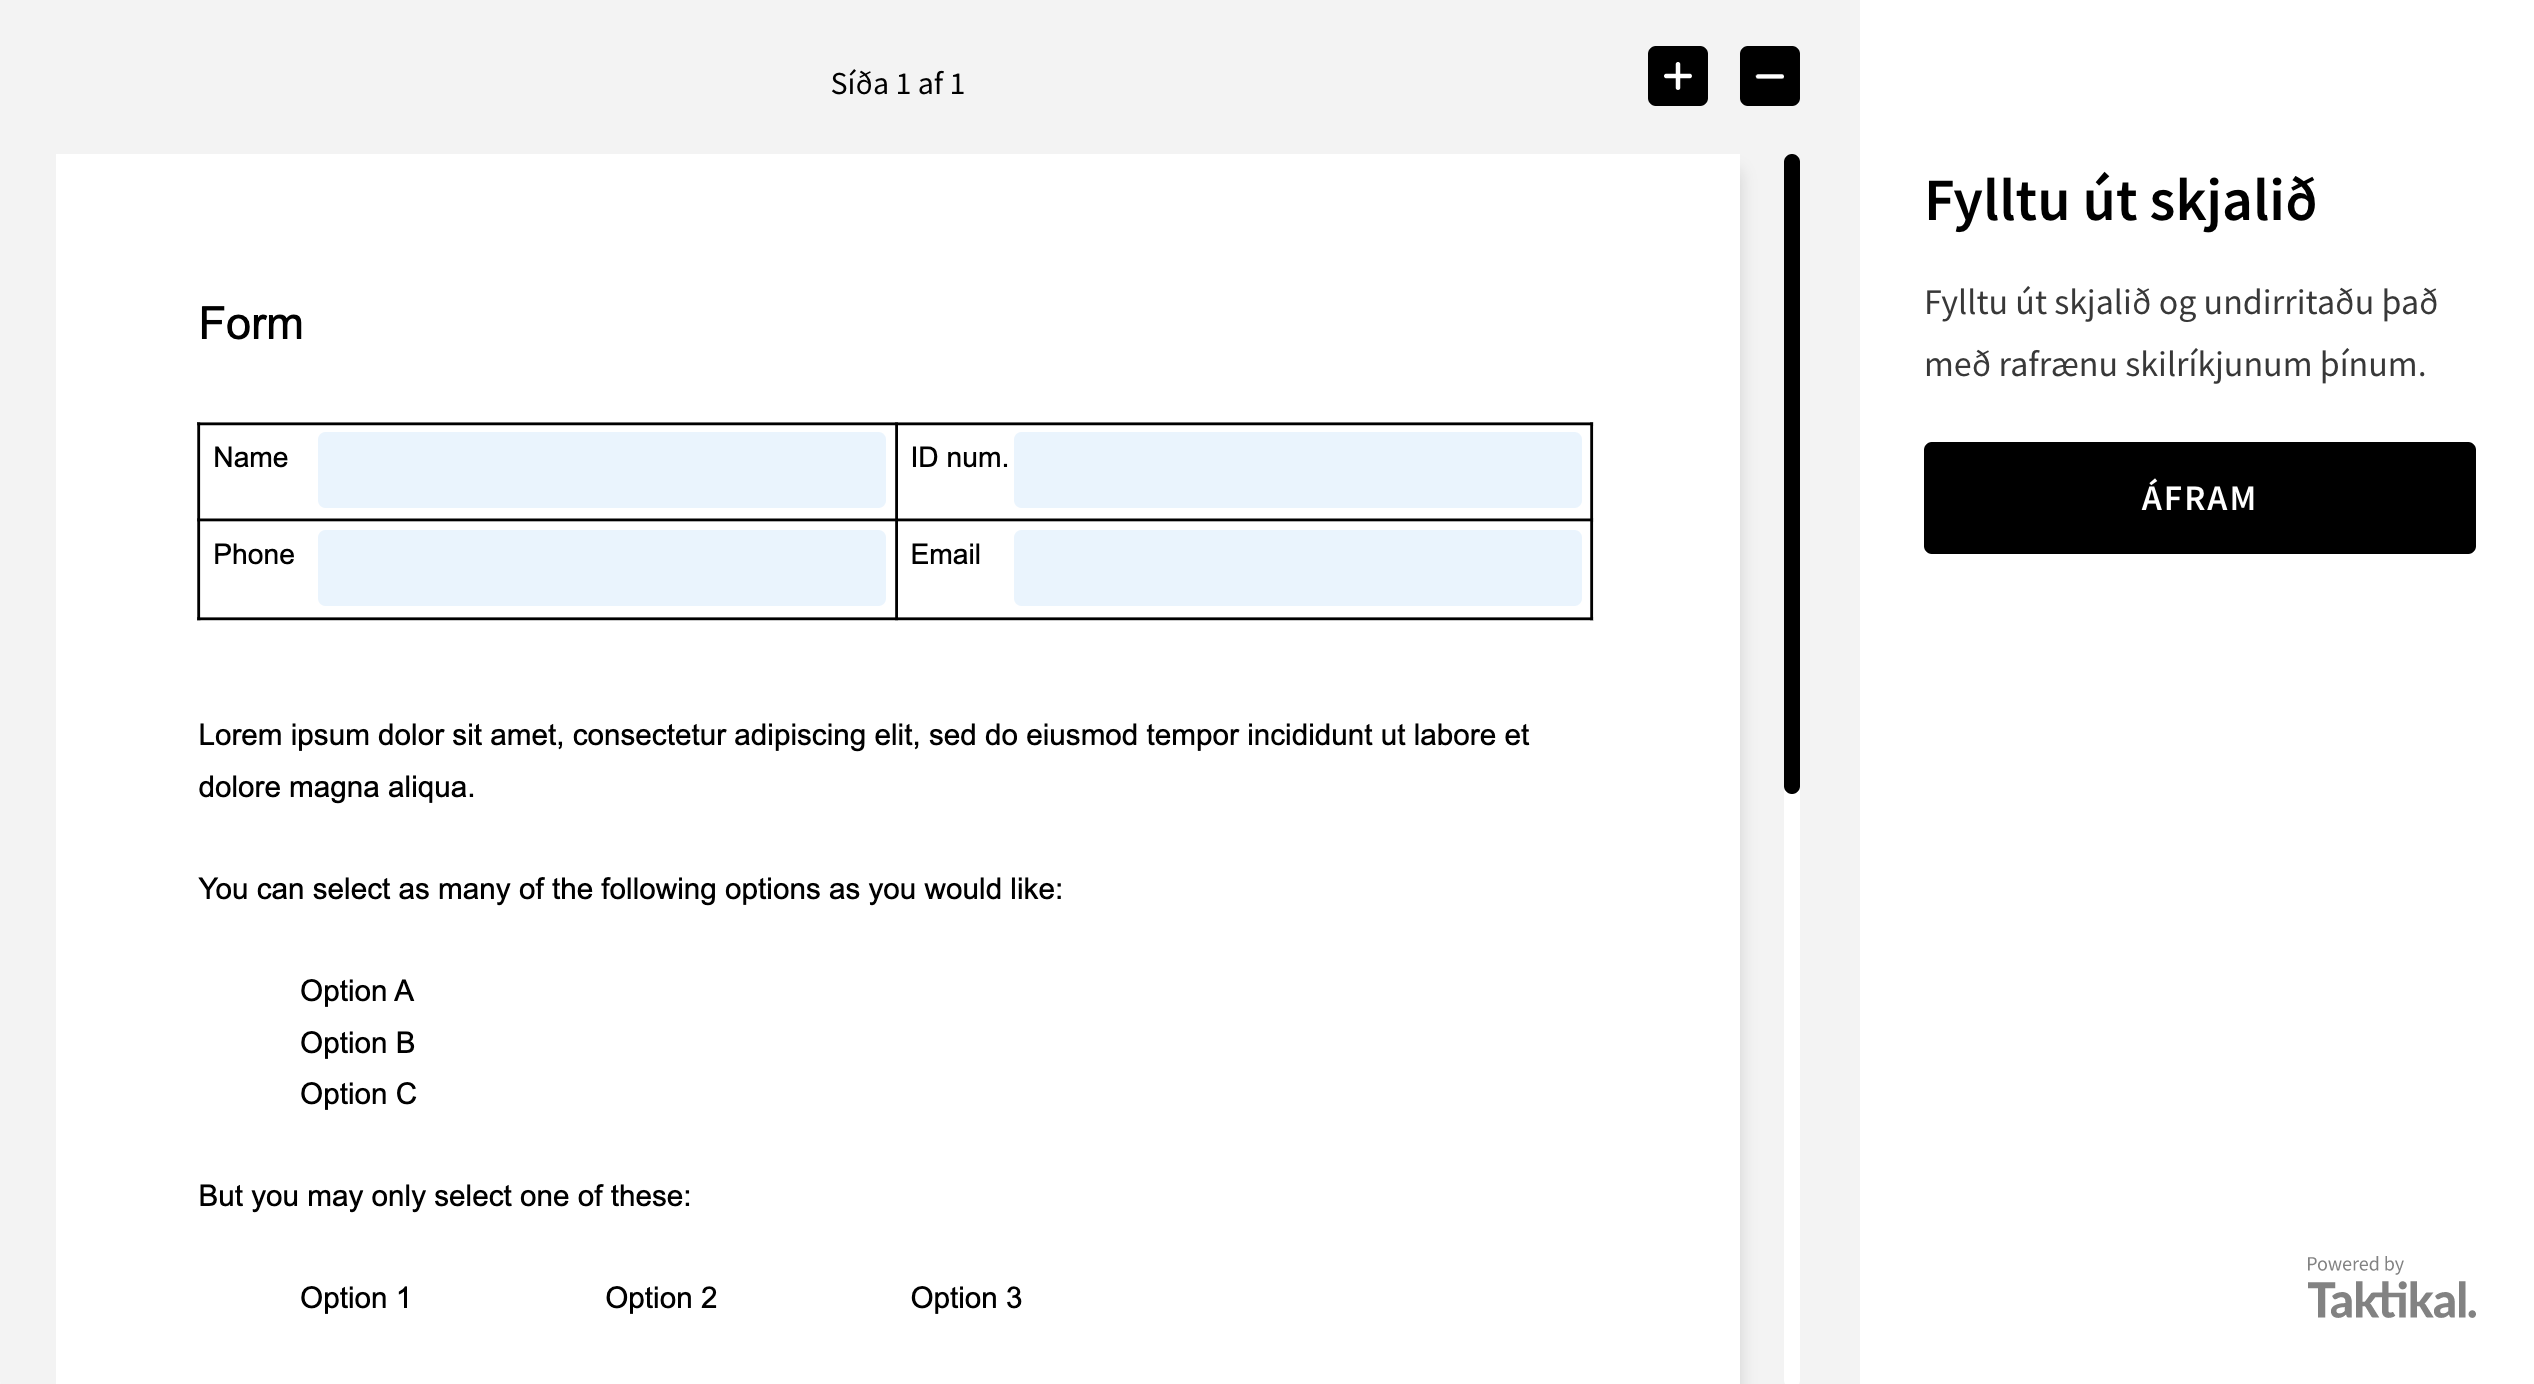 Síða 1 af 1
Form
Name
ID num.
Phone
Email
Lorem ipsum dolor sit amet, consectetur adipiscing elit, sed do eiusmod tempor incididunt ut labore et
dolore magna aliqua.
You can select as many of the following options as you would like:
Option A
Option B
Option C
But you may only select one of these:
Option 1 Option 2 Option 3
Fylltu út skjalið
Fylltu út skjalið og undirritaðu það
með rafrænu skilríkjunum þínum.
ÁFRAM
Powered by
Taktikal.